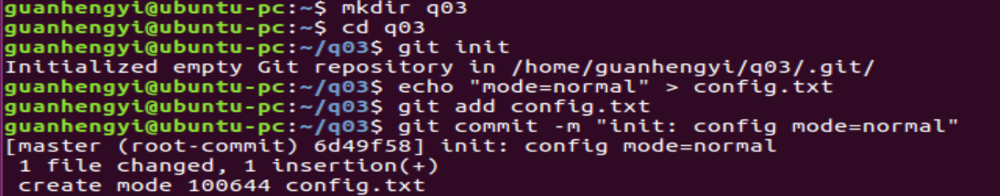 guanhengyi@ubuntu-pc:~$ mkdir q03
guanhengyi@ubuntu-pc:~$ cd q03
guanhengyi@ubuntu-pc:~/q03$ git init
Initialized empty Git repository in /home/guanhengyi/q03/.git/
guanhengyi@ubuntu-pc:~/q03$ echo "mode=normal" > config.txt
guanhengyi@ubuntu-pc:~/q03$ git add config.txt
guanhengyi@ubuntu-pc:~/q03$ git commit -m "init: config mode=normal"
[master (root-commit) 6d49f58] init: config mode=normal
 1 file changed, 1 insertion(+)
 create mode 100644 config.txt